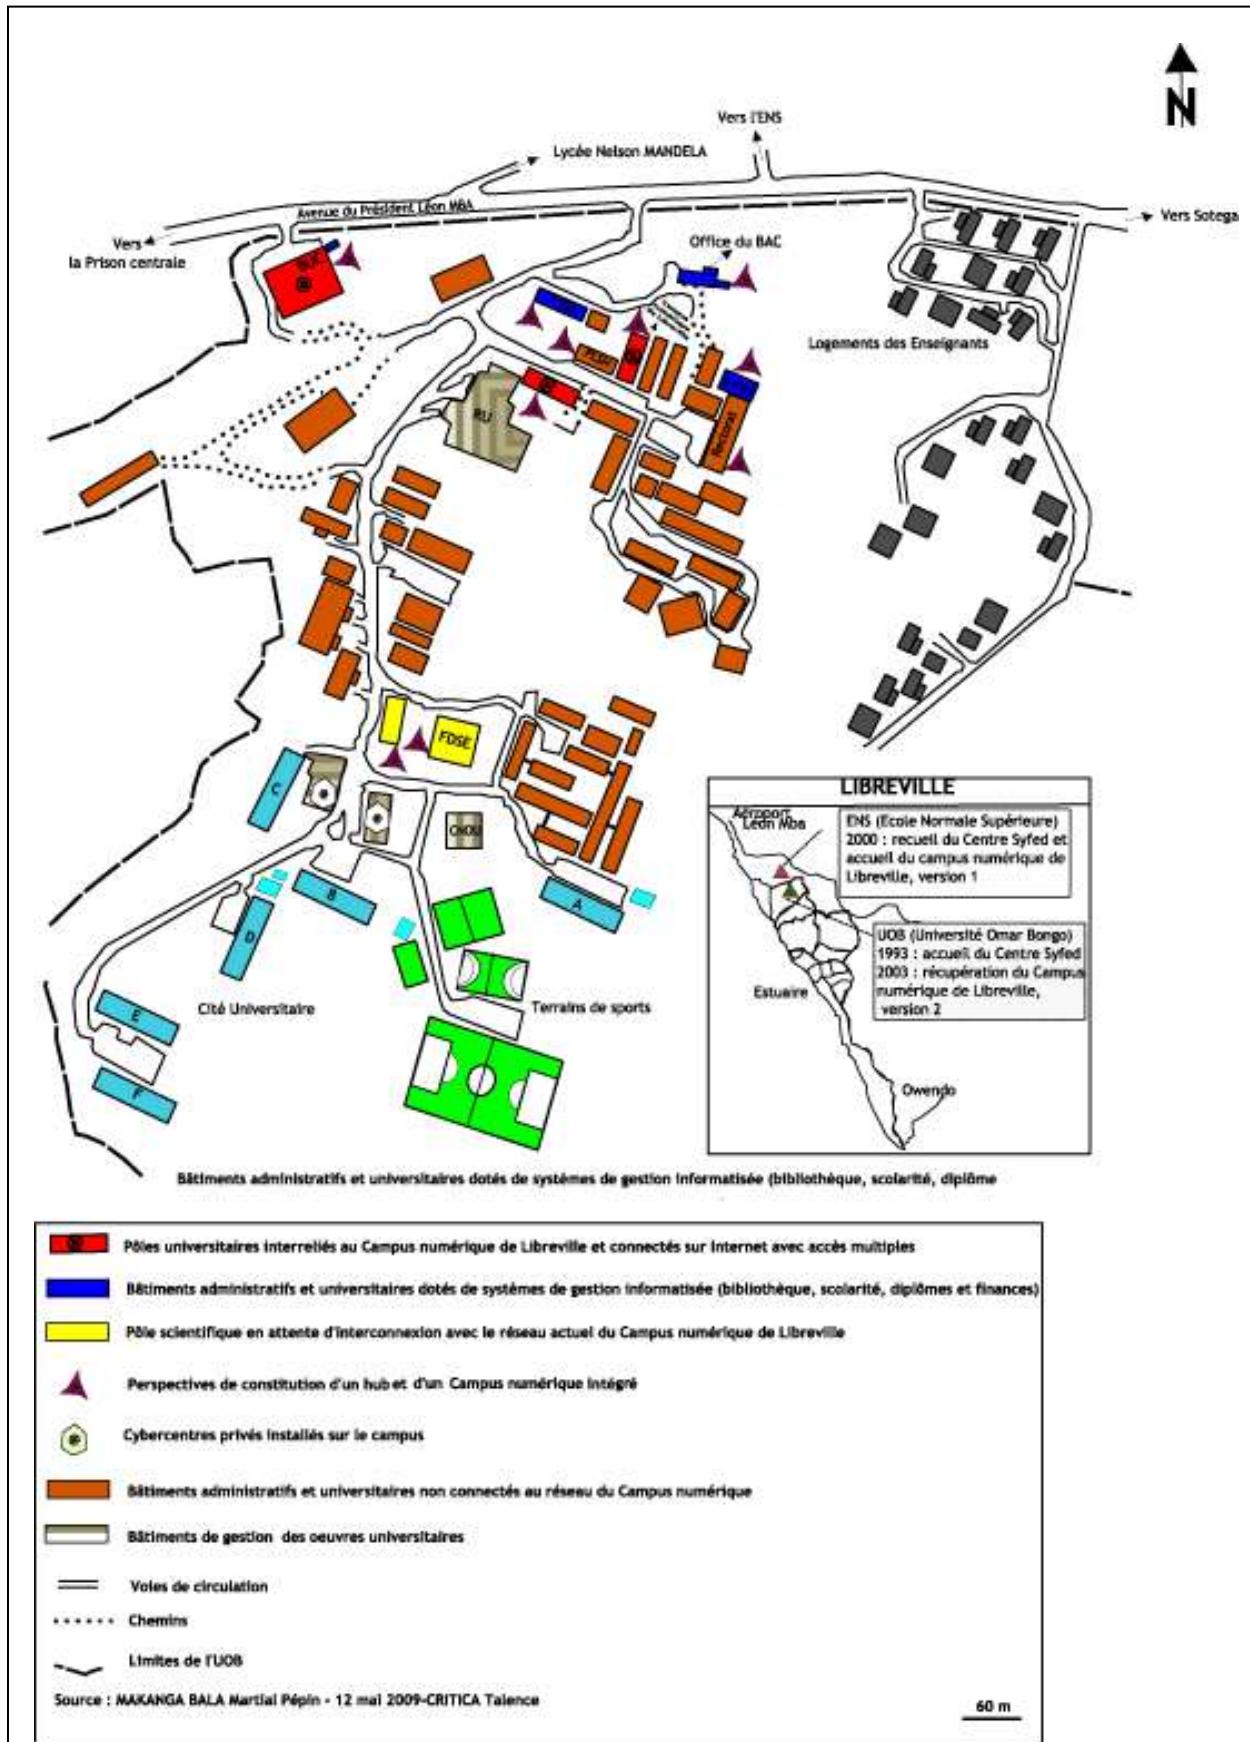 N
Vers l'ENS
Lycée Nelson MANDELA
Avenue du Président Léon MBA
Vers Sotega
Vers
la Prison centrale
Office du BAC
Logements des Enseignants
RU
Rectorat
FDSE
C
CNOU
B
A
D
E
F
Cité Universitaire
Terrains de sports
LIBREVILLE
Aéroport
Léon Mba
ENS (Ecole Normale Supérieure)
2000 : recueil du Centre Syfed et
accueil du campus numérique de
Libreville, version 1
UOB (Université Omar Bongo)
1993 : accueil du Centre Syfed
2003 : récupération du Campus
numérique de Libreville,
version 2
Estuaire
Owendo
Bâtiments administratifs et universitaires dotés de systèmes de gestion informatisée (bibliothèque, scolarité, diplôme
Pôles universitaires interreliés au Campus numérique de Libreville et connectés sur Internet avec accès multiples
Bâtiments administratifs et universitaires dotés de systèmes de gestion informatisée (bibliothèque, scolarité, diplômes et finances)
Pôle scientifique en attente d'interconnexion avec le réseau actuel du Campus numérique de Libreville
Perspectives de constitution d'un hub et d'un Campus numérique intégré
Cybercentres privés installés sur le campus
Bâtiments administratifs et universitaires non connectés au réseau du Campus numérique
Bâtiments de gestion des oeuvres universitaires
Voies de circulation
Chemins
Limites de l'UOB
Source : MAKANGA BALA Martial Pépin - 12 mai 2009-CRITICA Talence
60 m